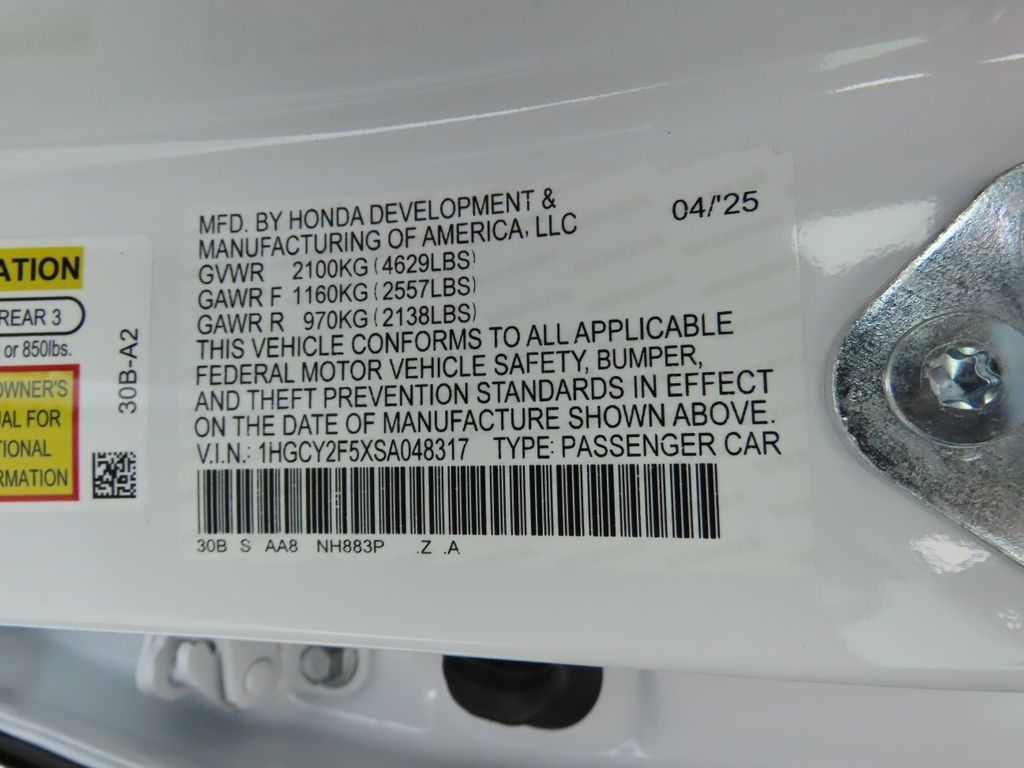 ATION
REAR 3
or 850lbs.
OWNER'S
UAL FOR
TIONAL
RMATION
30B-A2
MFD. BY HONDA DEVELOPMENT &
MANUFACTURING OF AMERICA, LLC
04/'25
GVWR 2100KG (4629LBS)
GAWR F 1160KG (2557LBS)
GAWR R 970KG (2138LBS)
THIS VEHICLE CONFORMS TO ALL APPLICABLE
FEDERAL MOTOR VEHICLE SAFETY, BUMPER,
AND THEFT PREVENTION STANDARDS IN EFFECT
ON THE DATE OF MANUFACTURE SHOWN ABOVE.
V.I.N.: 1HGCY2F5XSA048317 TYPE: PASSENGER CAR
30B S AA8 NH883P .Z .A